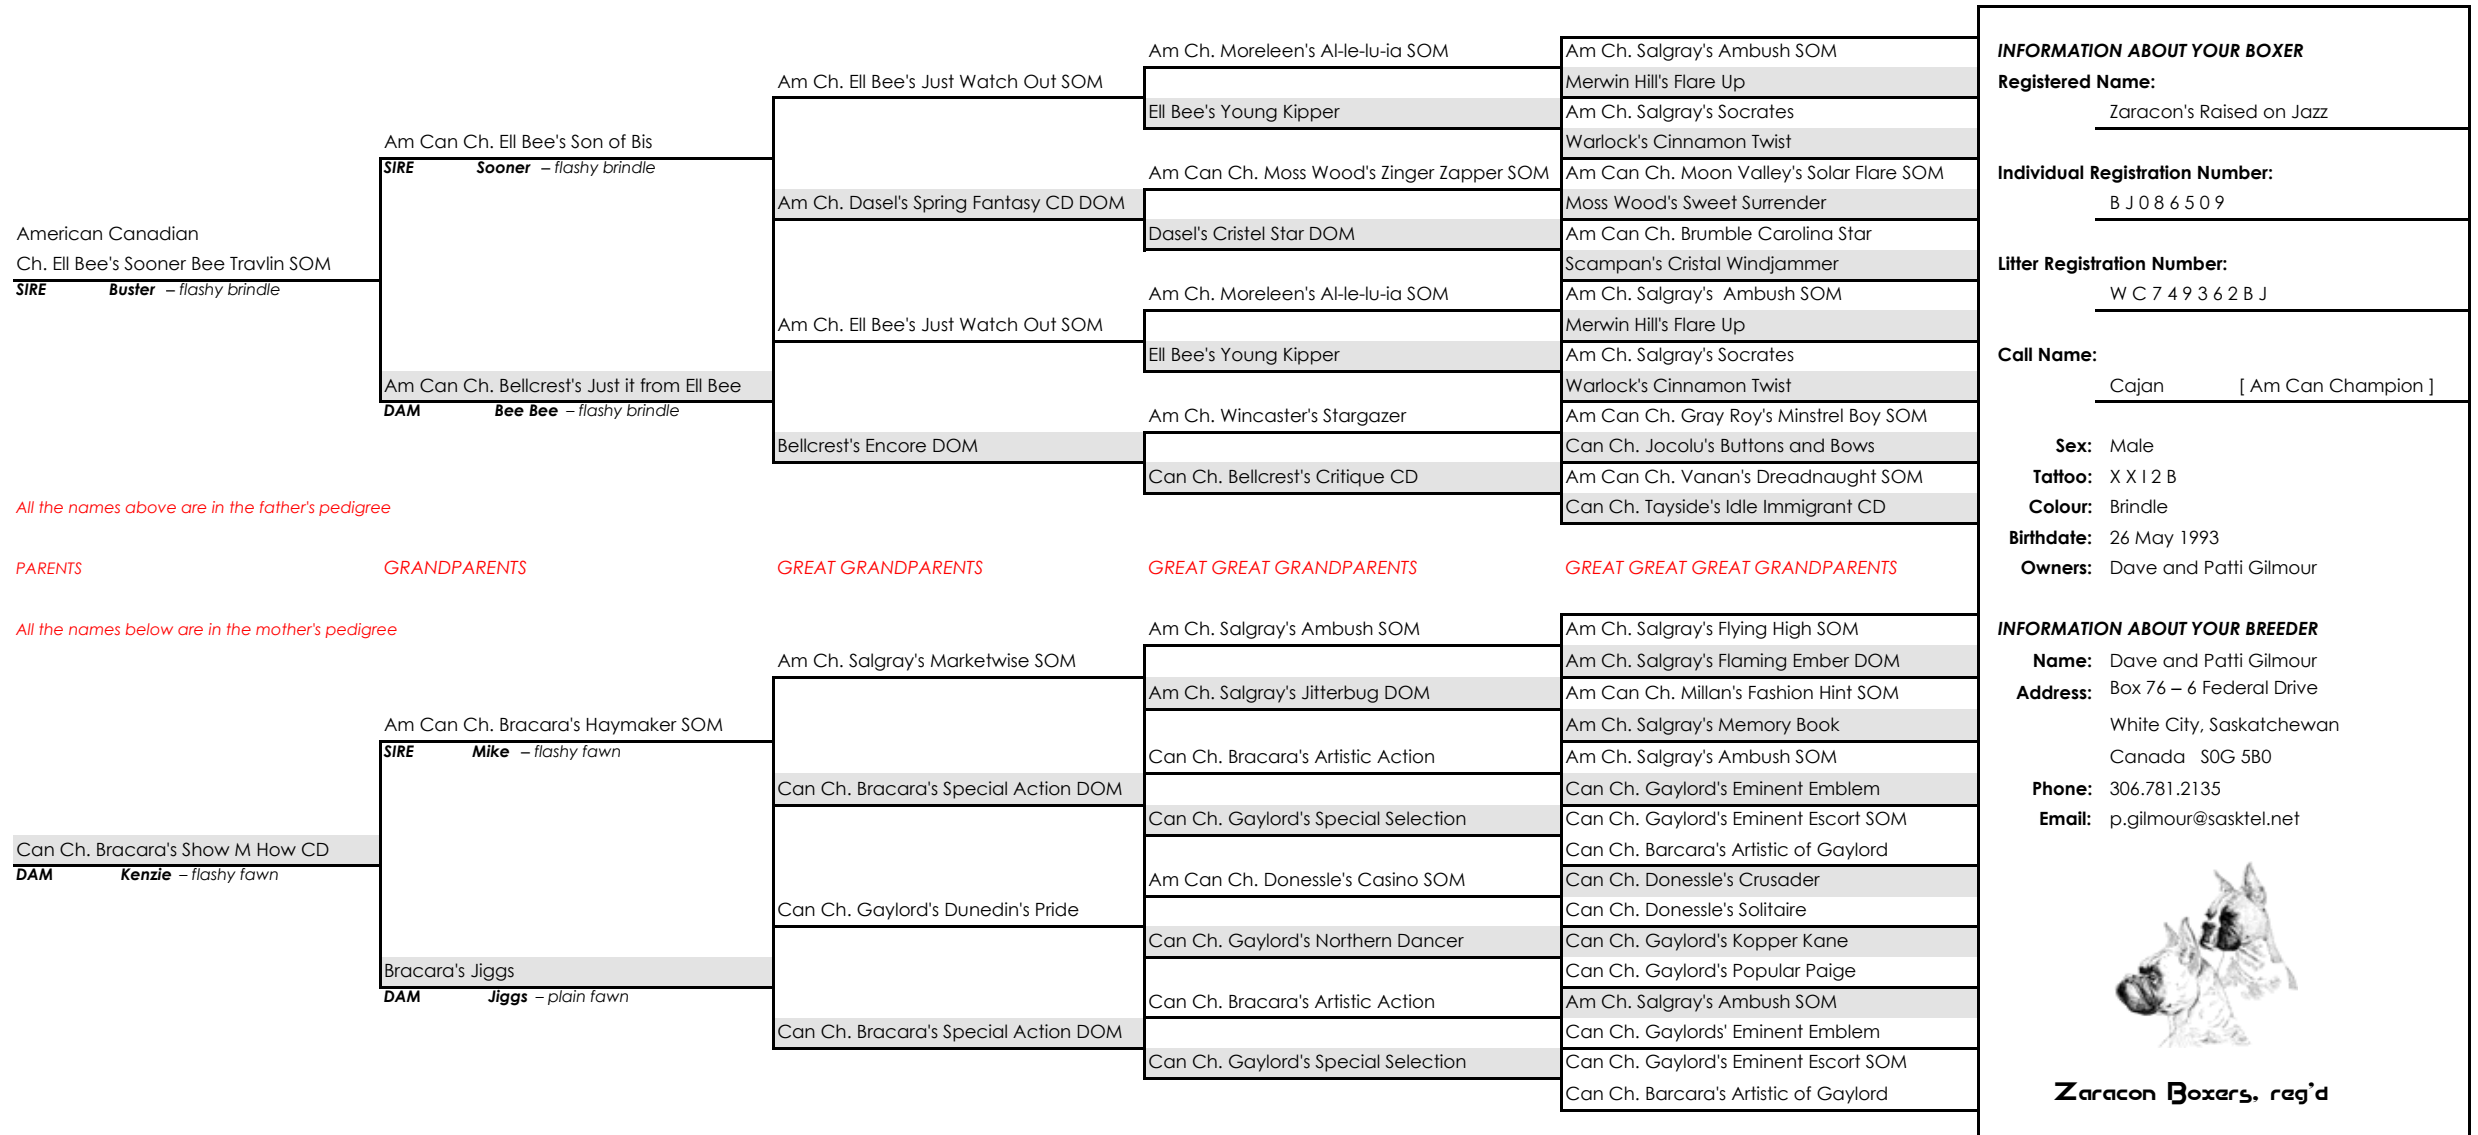 Am Ch. Moreleen's Al-le-lu-ia SOM
Am Ch. Salgray's Ambush SOM
INFORMATION ABOUT YOUR BOXER
Am Ch. Ell Bee's Just Watch Out SOM
Merwin Hill's Flare Up
Registered Name:
Ell Bee's Young Kipper
Am Ch. Salgray's Socrates
Zaracon's Raised on Jazz
Am Can Ch. Ell Bee's Son of Bis
Warlock's Cinnamon Twist
SIRE Sooner – flashy brindle
Am Can Ch. Moss Wood's Zinger Zapper SOM
Am Can Ch. Moon Valley's Solar Flare SOM
Individual Registration Number:
Am Ch. Dasel's Spring Fantasy CD DOM
Moss Wood's Sweet Surrender
B J 0 8 6 5 0 9
American Canadian
Dasel's Cristel Star DOM
Am Can Ch. Brumble Carolina Star
Ch. Ell Bee's Sooner Bee Travlin SOM
Scampan's Cristal Windjammer
Litter Registration Number:
SIRE Buster – flashy brindle
Am Ch. Moreleen's Al-le-lu-ia SOM
Am Ch. Salgray's Ambush SOM
W C 7 4 9 3 6 2 B J
Am Ch. Ell Bee's Just Watch Out SOM
Merwin Hill's Flare Up
Ell Bee's Young Kipper
Am Ch. Salgray's Socrates
Call Name:
Am Can Ch. Bellcrest's Just it from Ell Bee
Warlock's Cinnamon Twist
Cajan [ Am Can Champion ]
DAM Bee Bee – flashy brindle
Am Ch. Wincaster's Stargazer
Am Can Ch. Gray Roy's Minstrel Boy SOM
Bellcrest's Encore DOM
Can Ch. Jocolu's Buttons and Bows
Sex: Male
Can Ch. Bellcrest's Critique CD
Am Can Ch. Vanan's Dreadnaught SOM
Tattoo: X X I 2 B
All the names above are in the father's pedigree
Can Ch. Tayside's Idle Immigrant CD
Colour: Brindle
Birthdate: 26 May 1993
PARENTS
GRANDPARENTS
GREAT GRANDPARENTS
GREAT GREAT GRANDPARENTS
GREAT GREAT GREAT GRANDPARENTS
Owners: Dave and Patti Gilmour
All the names below are in the mother's pedigree
Am Ch. Salgray's Ambush SOM
Am Ch. Salgray's Flying High SOM
INFORMATION ABOUT YOUR BREEDER
Am Ch. Salgray's Marketwise SOM
Am Ch. Salgray's Flaming Ember DOM
Name: Dave and Patti Gilmour
Am Ch. Salgray's Jitterbug DOM
Am Can Ch. Millan's Fashion Hint SOM
Address: Box 76 – 6 Federal Drive
Am Can Ch. Bracara's Haymaker SOM
Am Ch. Salgray's Memory Book
White City, Saskatchewan
SIRE Mike – flashy fawn
Can Ch. Bracara's Artistic Action
Am Ch. Salgray's Ambush SOM
Canada S0G 5B0
Can Ch. Bracara's Special Action DOM
Can Ch. Gaylord's Eminent Emblem
Phone: 306.781.2135
Can Ch. Gaylord's Special Selection
Can Ch. Gaylord's Eminent Escort SOM
Email: p.gilmour@sasktel.net
Can Ch. Bracara's Show M How CD
Can Ch. Barcara's Artistic of Gaylord
DAM Kenzie – flashy fawn
Am Can Ch. Donessle's Casino SOM
Can Ch. Donessle's Crusader
Can Ch. Gaylord's Dunedin's Pride
Can Ch. Donessle's Solitaire
Can Ch. Gaylord's Northern Dancer
Can Ch. Gaylord's Kopper Kane
Bracara's Jiggs
Can Ch. Gaylord's Popular Paige
DAM Jiggs – plain fawn
Can Ch. Bracara's Artistic Action
Am Ch. Salgray's Ambush SOM
Can Ch. Bracara's Special Action DOM
Can Ch. Gaylords' Eminent Emblem
Can Ch. Gaylord's Special Selection
Can Ch. Gaylord's Eminent Escort SOM
Can Ch. Barcara's Artistic of Gaylord
Zaracon Boxers, reg'd